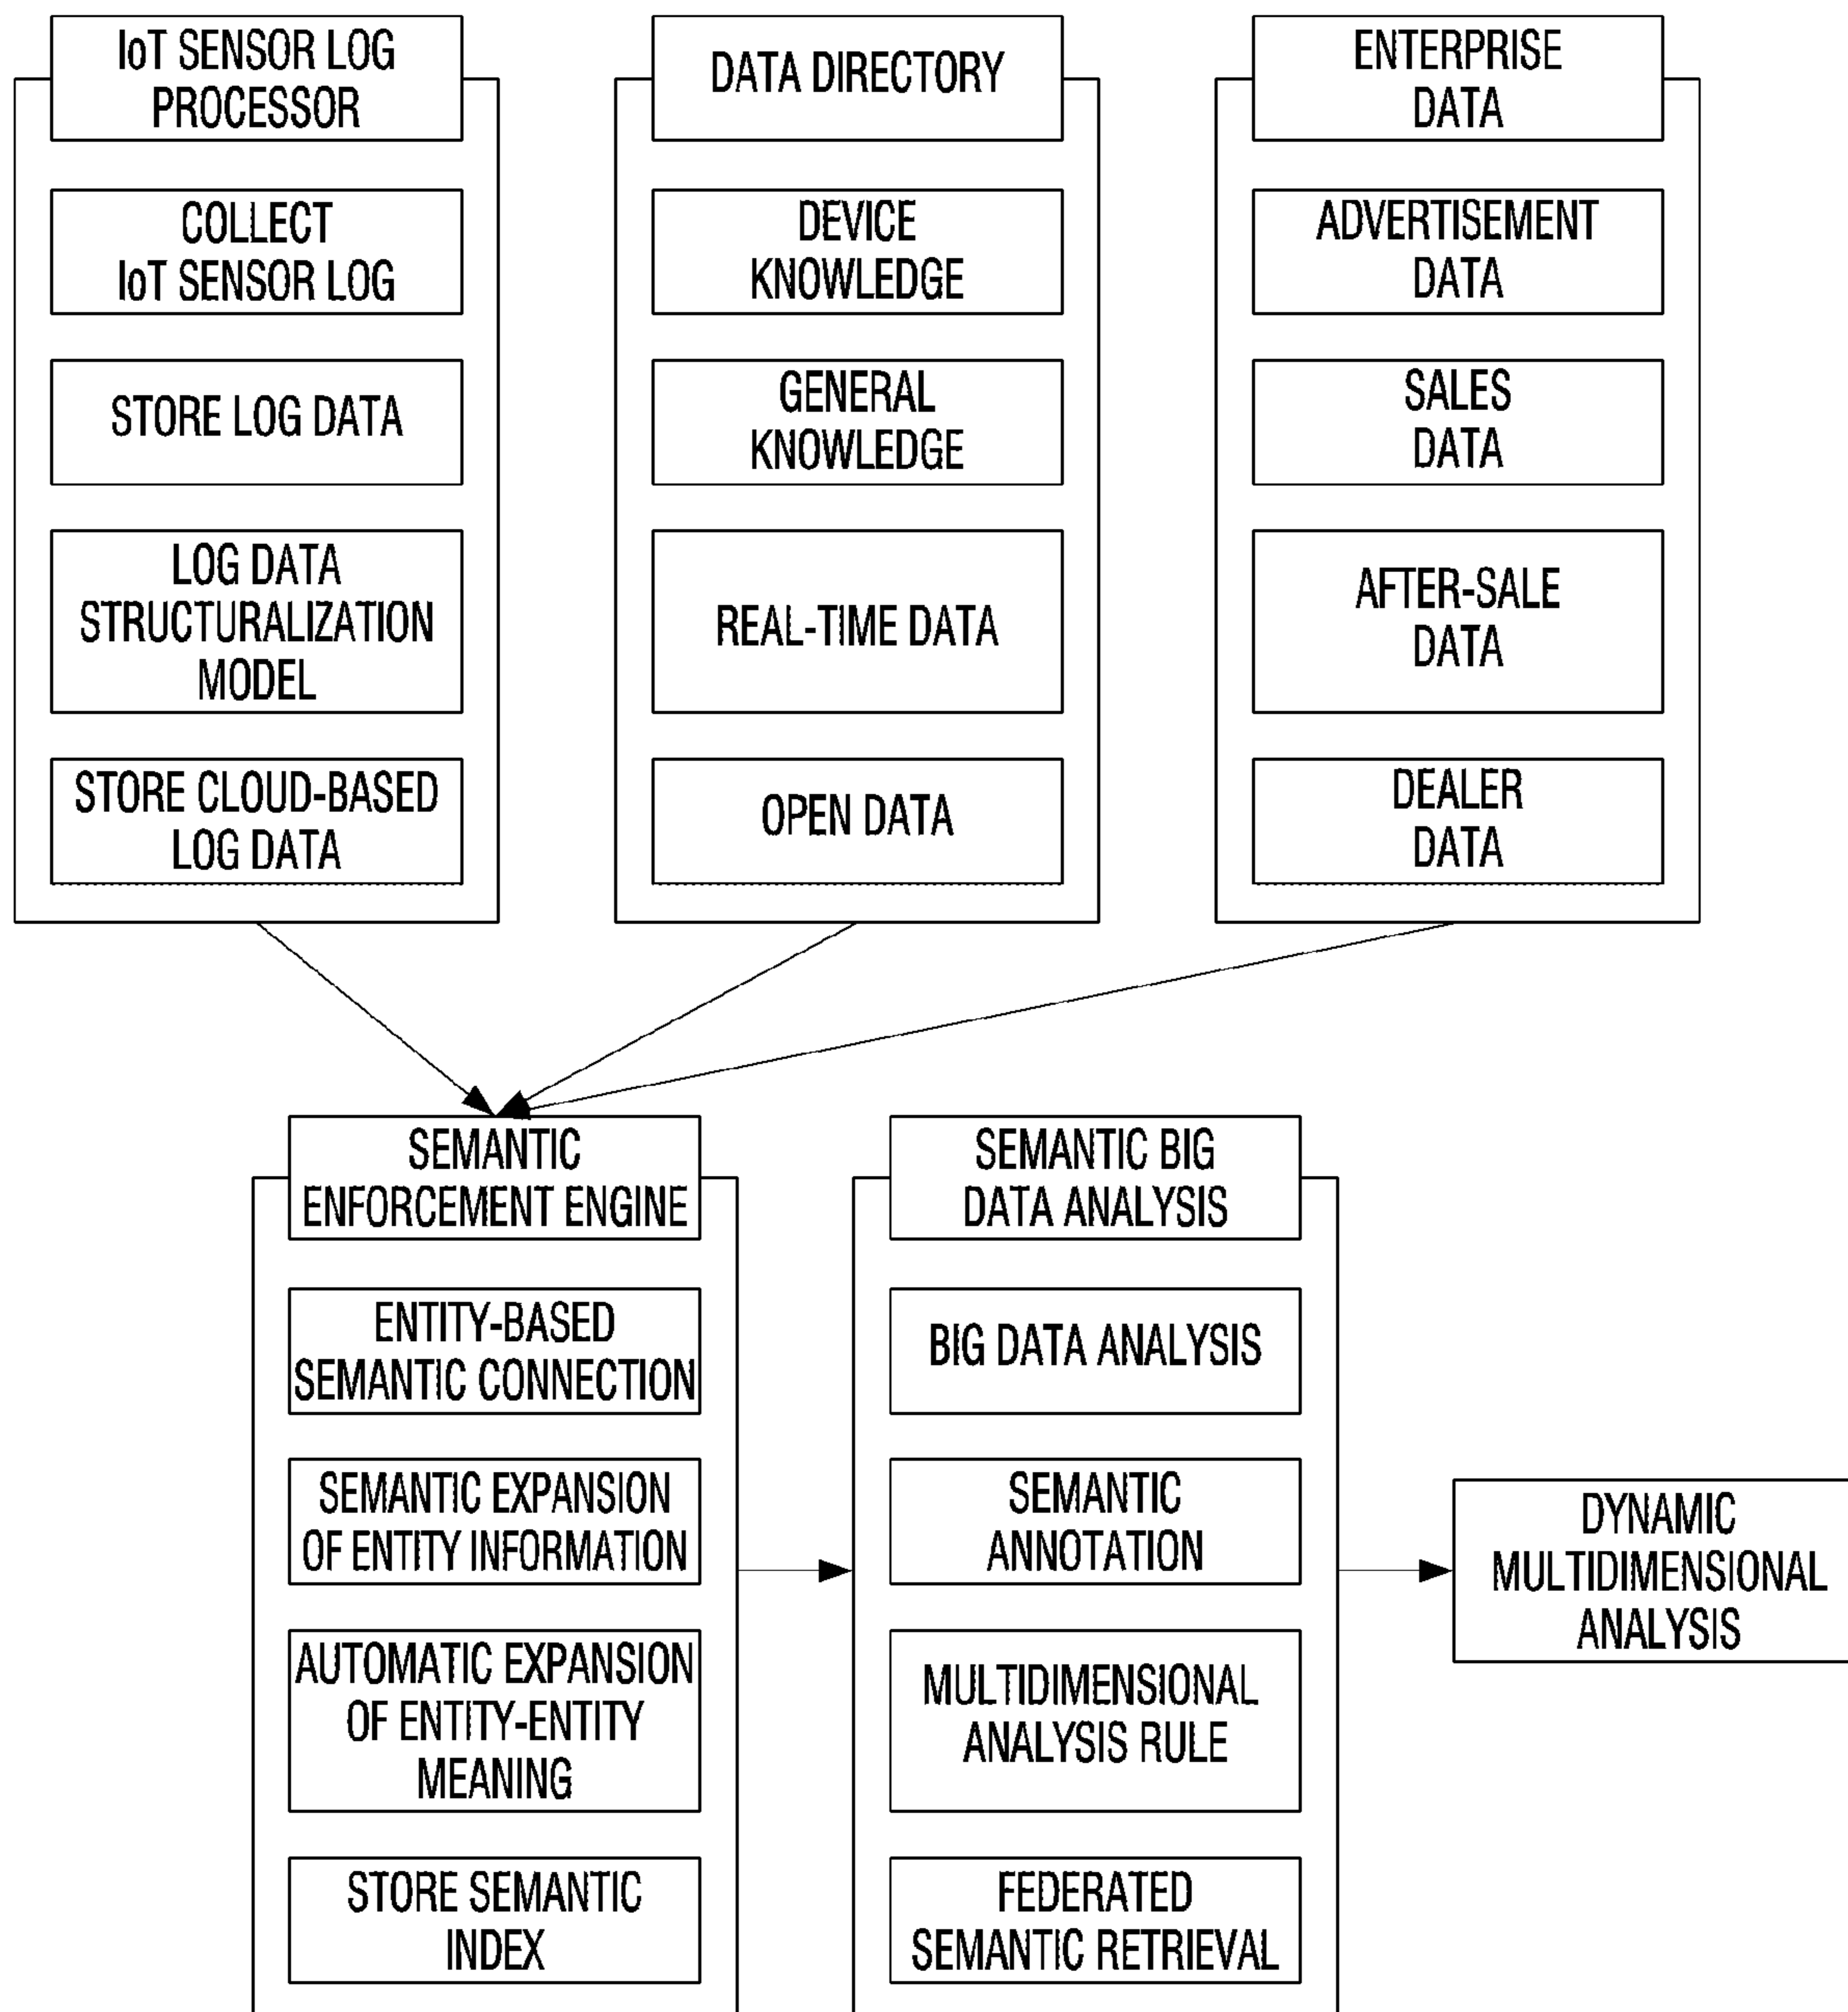 IoT SENSOR LOG
PROCESSOR
COLLECT
IoT SENSOR LOG
STORE LOG DATA
LOG DATA
STRUCTURALIZATION
MODEL
STORE CLOUD-BASED
LOG DATA
DATA DIRECTORY
DEVICE
KNOWLEDGE
GENERAL
KNOWLEDGE
REAL-TIME DATA
OPEN DATA
ENTERPRISE
DATA
ADVERTISEMENT
DATA
SALES
DATA
AFTER-SALE
DATA
DEALER
DATA
SEMANTIC
ENFORCEMENT ENGINE
ENTITY-BASED
SEMANTIC CONNECTION
SEMANTIC EXPANSION
OF ENTITY INFORMATION
AUTOMATIC EXPANSION
OF ENTITY-ENTITY
MEANING
STORE SEMANTIC
INDEX
SEMANTIC BIG
DATA ANALYSIS
BIG DATA ANALYSIS
SEMANTIC
ANNOTATION
MULTIDIMENSIONAL
ANALYSIS RULE
FEDERATED
SEMANTIC RETRIEVAL
DYNAMIC
MULTIDIMENSIONAL
ANALYSIS